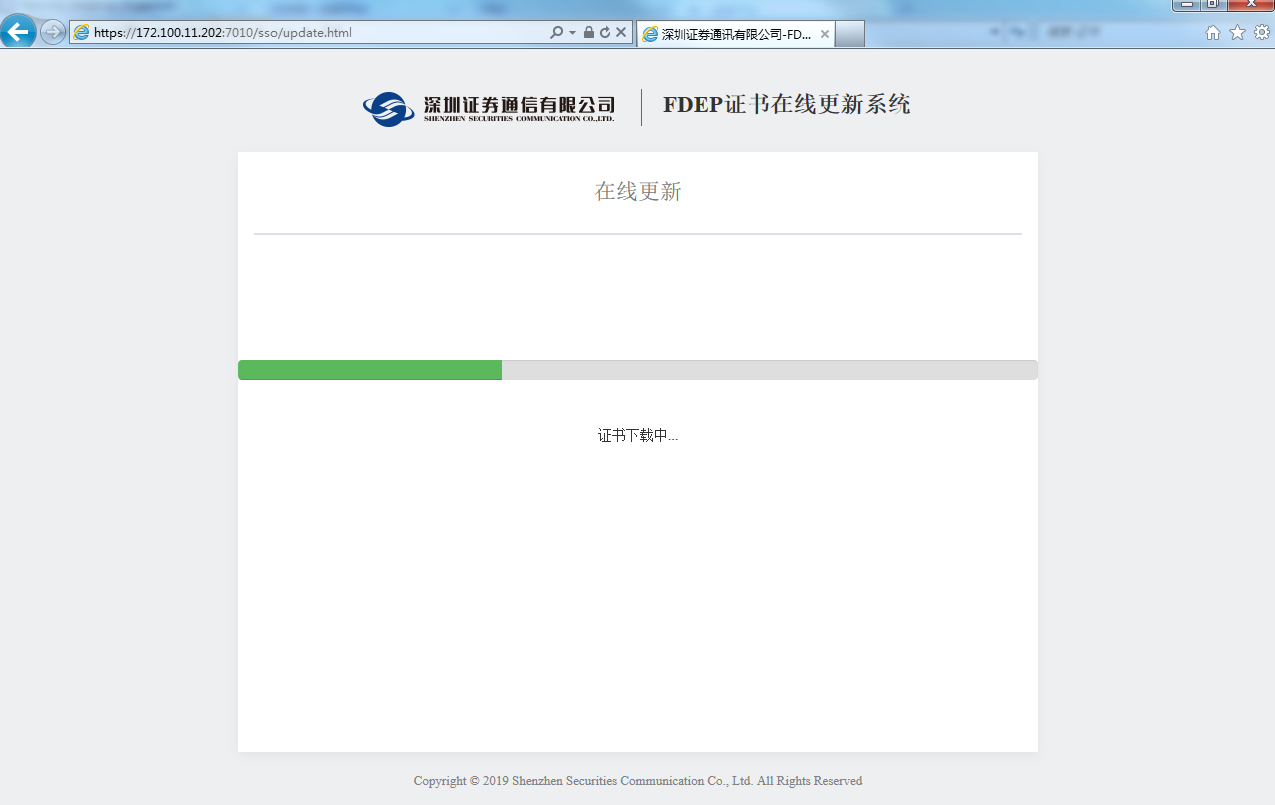 https://172.100.11.202:7010/sso/update.html
深圳证券通讯有限公司-FD...
深圳证券通信有限公司
SHENZHEN SECURITIES COMMUNICATION CO.,LTD.
FDEP证书在线更新系统
在线更新
证书下载中...
Copyright © 2019 Shenzhen Securities Communication Co., Ltd. All Rights Reserved